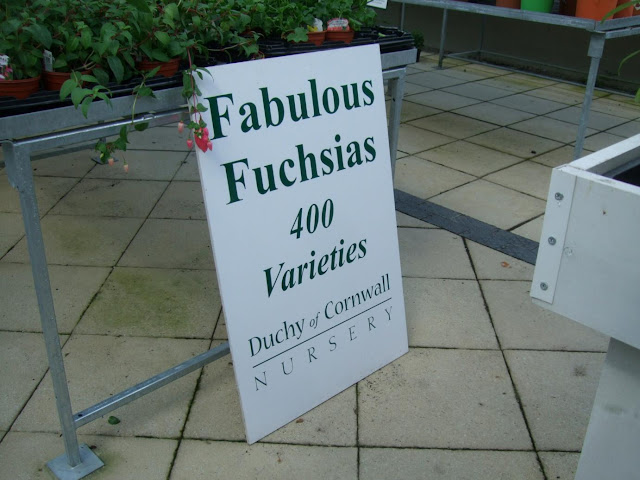 Fabulous
Fuchsias
400
Varieties
Duchy of Cornwall
NURSERY